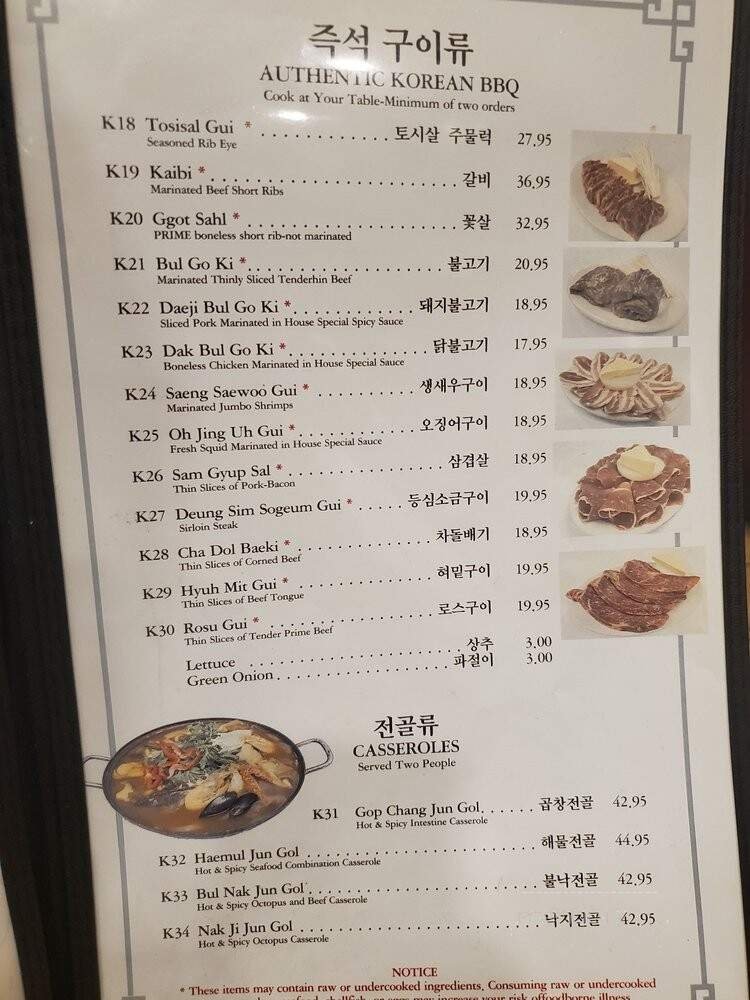 즉석 구이류
AUTHENTIC KOREAN BBQ
Cook at Your Table-Minimum of two orders
K18 Tosisal Gui * . . . . . . . . . . . . 토시살 주물럭 27.95
Seasoned Rib Eye
K19 Kaibi * . . . . . . . . . . . . 갈비 36.95
Marinated Beef Short Ribs
K20 Ggot Sahl * . . . . . . . . . . . . 꽃살 32.95
PRIME boneless short rib-not marinated
K21 Bul Go Ki * . . . . . . . . . . . . 불고기 20.95
Marinated Thinly Sliced Tenderhin Beef
K22 Daeji Bul Go Ki * . . . . . . . . . . . . 돼지불고기 18.95
Sliced Pork Marinated in House Special Spicy Sauce
K23 Dak Bul Go Ki * . . . . . . . . . . . . 닭불고기 17.95
Boneless Chicken Marinated in House Special Sauce
K24 Saeng Saewoo Gui * . . . . . . . . . . 생새우구이 18.95
Marinated Jumbo Shrimps
K25 Oh Jing Uh Gui * . . . . . . . . . . . . 오징어구이 18.95
Fresh Squid Marinated in House Special Sauce
K26 Sam Gyup Sal * . . . . . . . . . . . . 삼겹살 18.95
Thin Slices of Pork-Bacon
K27 Deung Sim Sogeum Gui * . . . . . 등심소금구이 19.95
Sirloin Steak
K28 Cha Dol Baeki * . . . . . . . . . . . . 차돌배기 18.95
Thin Slices of Corned Beef
K29 Hyuh Mit Gui * . . . . . . . . . . . . 혀밑구이 19.95
Thin Slices of Beef Tongue
K30 Rosu Gui * . . . . . . . . . . . . 로스구이 19.95
Thin Slices of Tender Prime Beef
Lettuce . . . . . . . . . . . . 상추 3.00
Green Onion . . . . . . . . . . . . 파절이 3.00
전골류
CASSEROLES
Served Two People
K31 Gop Chang Jun Gol . . . . . . 곱창전골 42.95
Hot & Spicy Intestine Casserole
K32 Haemul Jun Gol . . . . . . . . . . . . 해물전골 44.95
Hot & Spicy Seafood Combination Casserole
K33 Bul Nak Jun Gol . . . . . . . . . . . . 불낙전골 42.95
Hot & Spicy Octopus and Beef Casserole
K34 Nak Ji Jun Gol . . . . . . . . . . . . 낙지전골 42.95
Hot & Spicy Octopus Casserole
NOTICE
* These items may contain raw or undercooked ingredients, Consuming raw or undercooked
seafood, shellfish, or eggs may increase your risk offoodborne illness